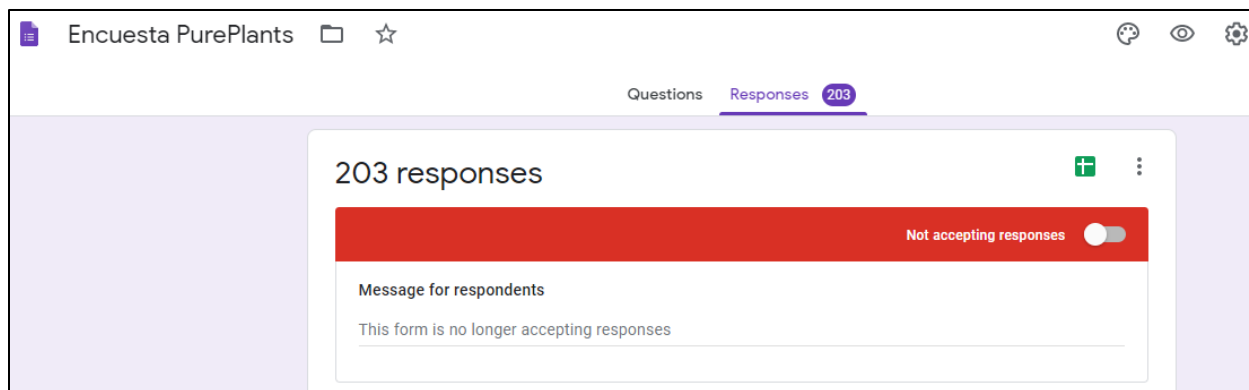 Encuesta PurePlants
Questions Responses 203
203 responses
Not accepting responses
Message for respondents
This form is no longer accepting responses